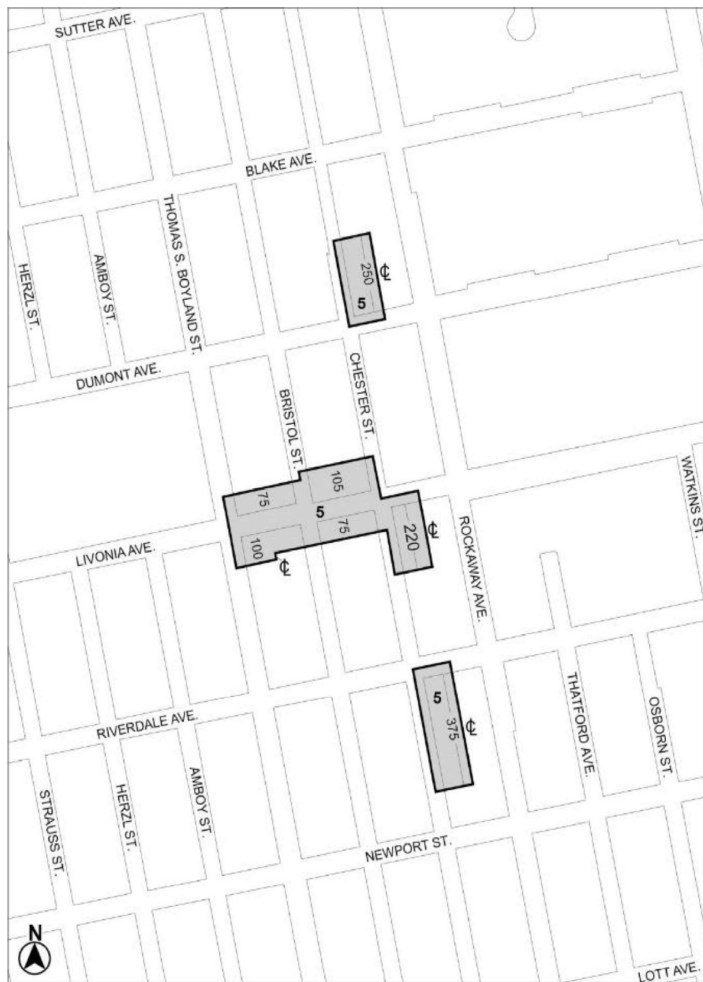 SUTTER AVE.
BLAKE AVE.
THOMAS S. BOYLAND ST.
HERZL ST.
AMBOY ST.
250
℄
5
DUMONT AVE.
BRISTOL ST.
CHESTER ST.
WATKINS ST.
75
105
5
75
100
℄
220
℄
ROCKAWAY AVE.
LIVONIA AVE.
RIVERDALE AVE.
5
375
℄
THATFORD AVE.
OSBORN ST.
STRAUSS ST.
HERZL ST.
AMBOY ST.
NEWPORT ST.
N
LOTT AVE.